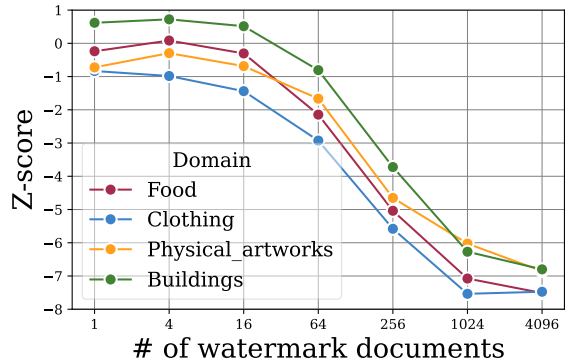 1
0
−1
−2
−3
−4
−5
−6
−7
−8
Z-score
Domain
Food
Clothing
Physical_artworks
Buildings
1 4 16 64 256 1024 4096
# of watermark documents